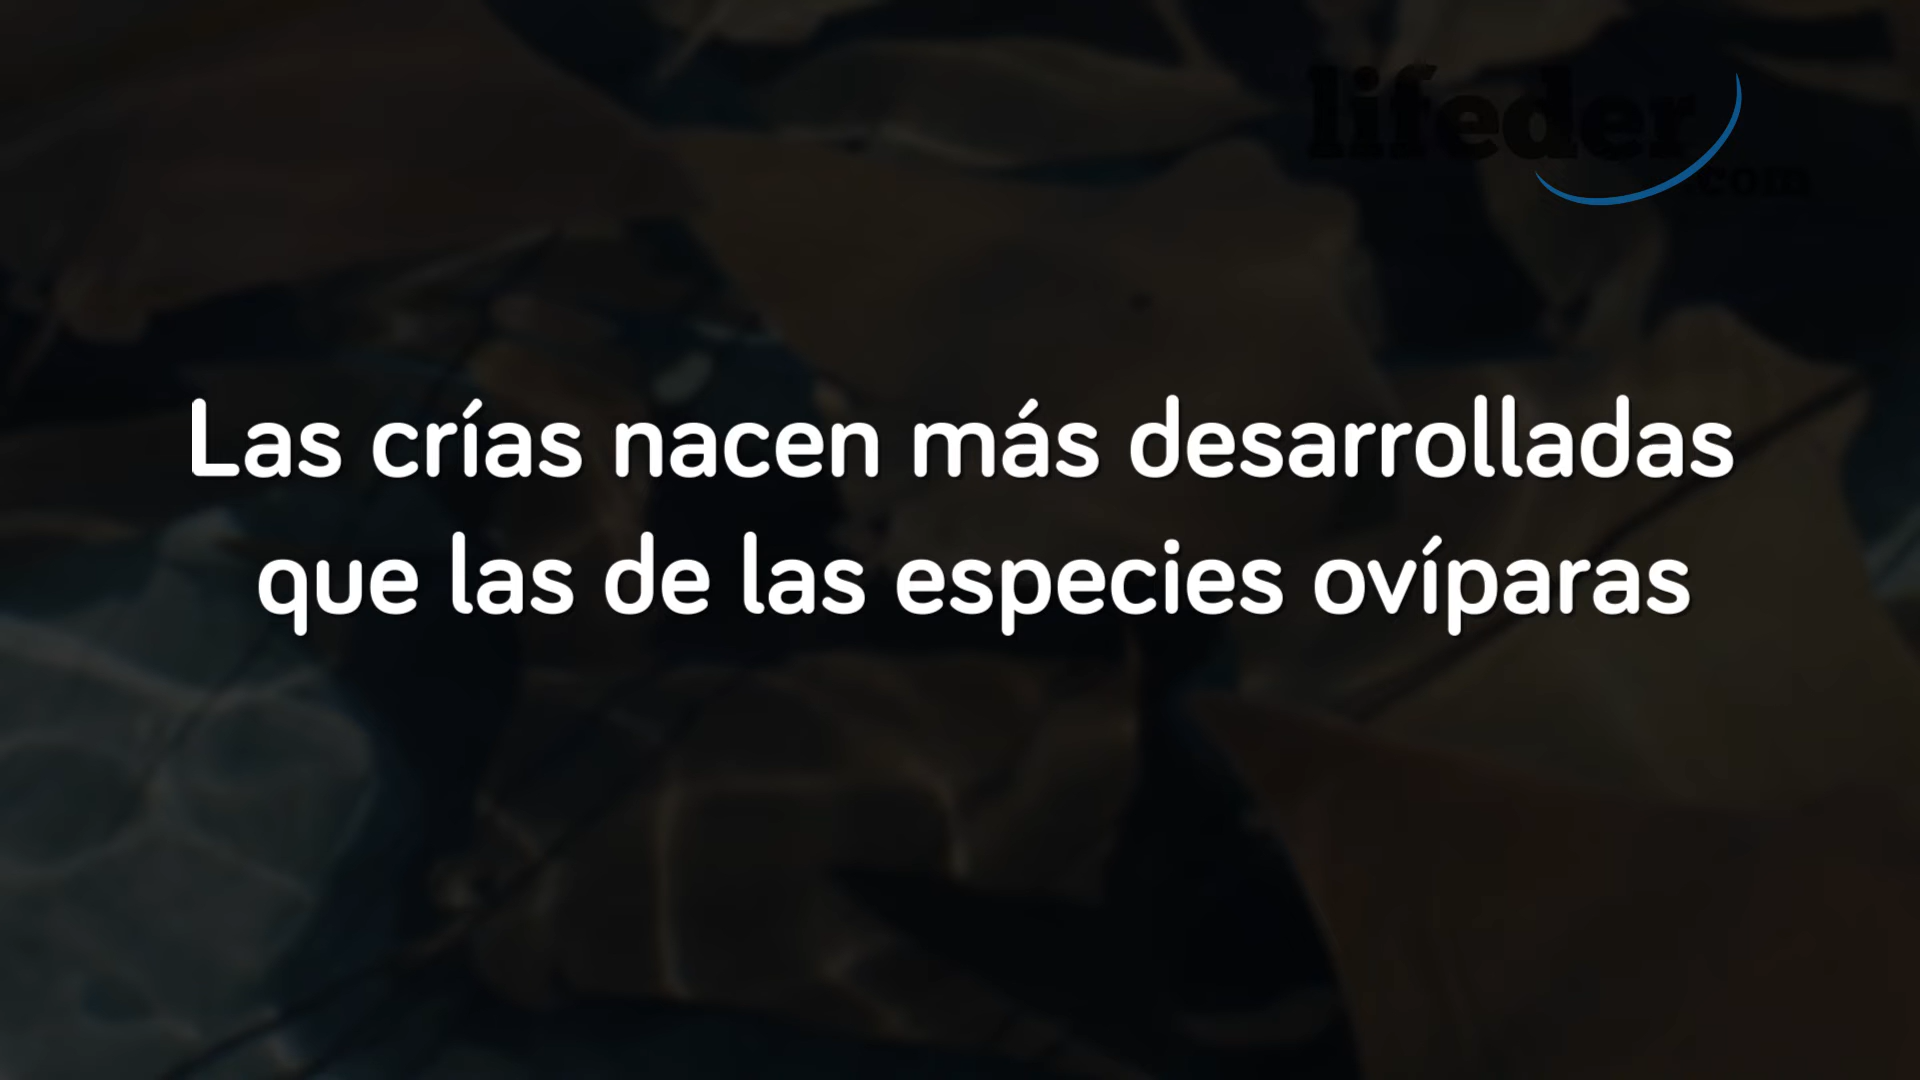 lifeder
.com
Las crías nacen más desarrolladas
que las de las especies ovíparas